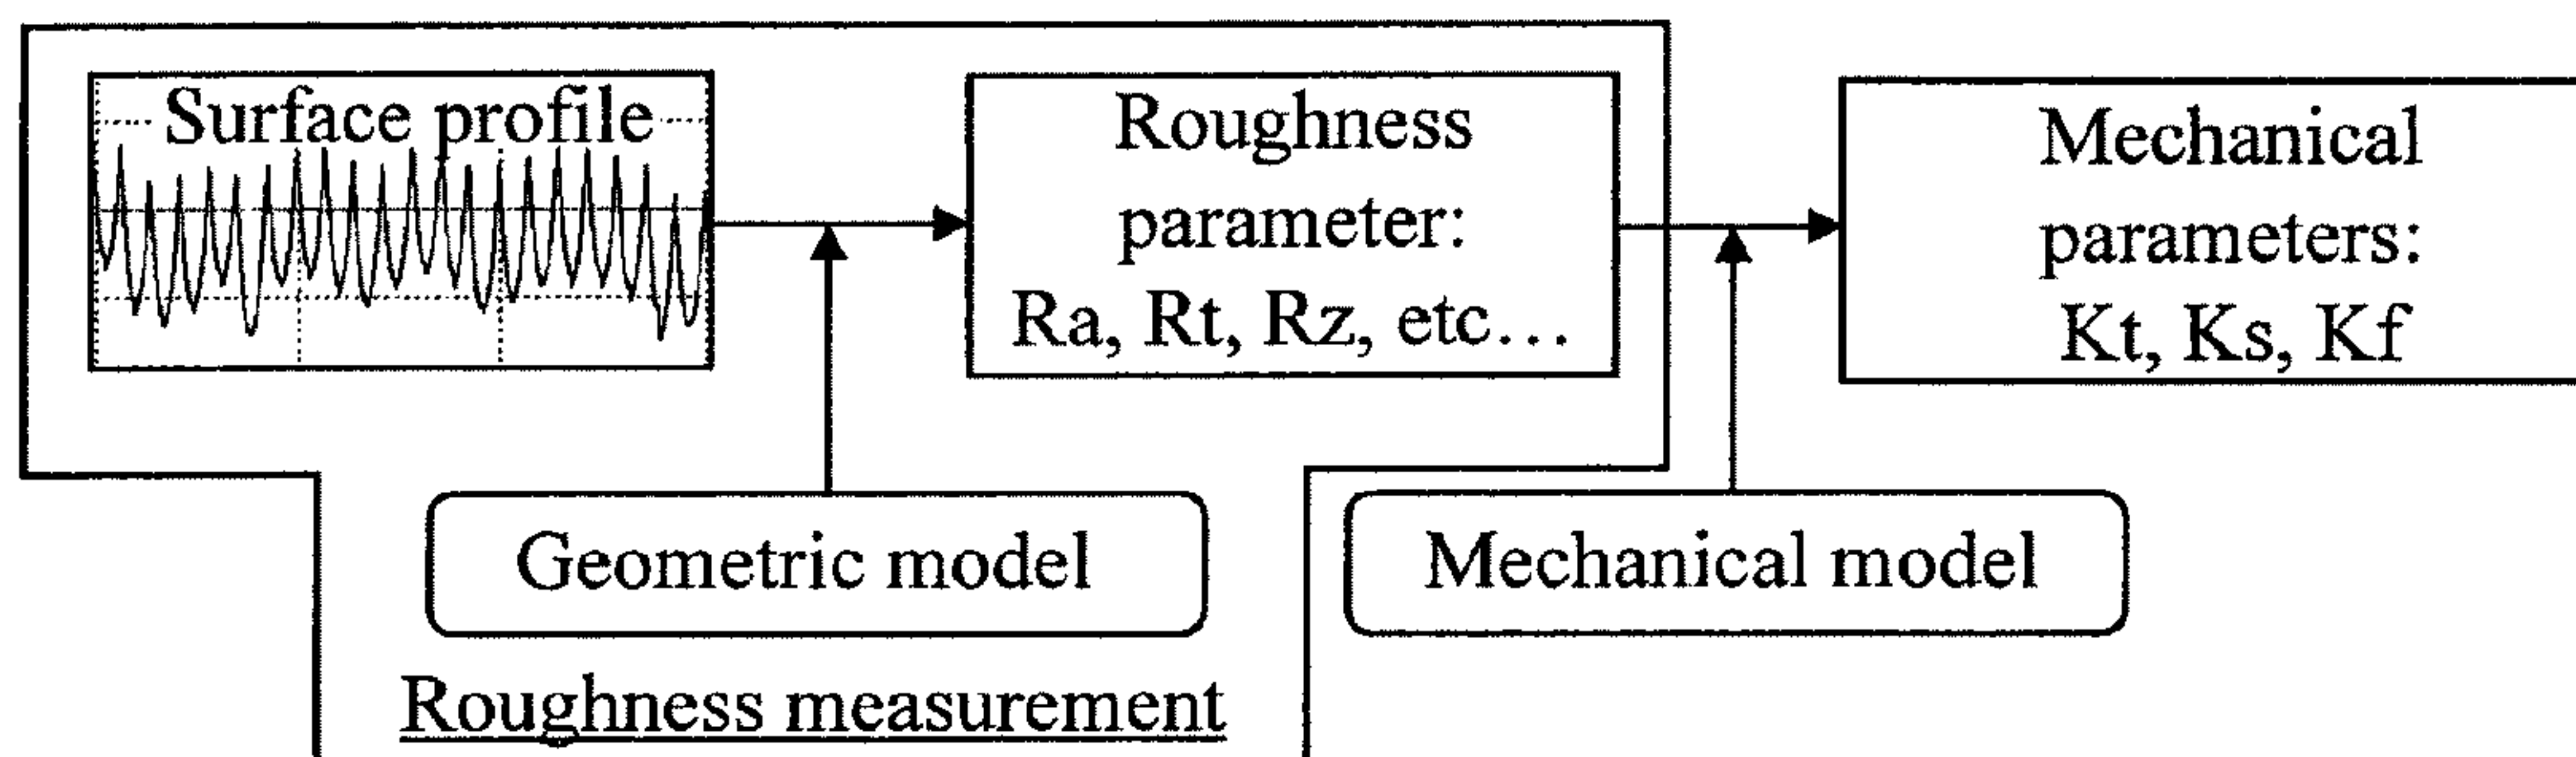 Surface profile
Roughness
parameter:
Ra, Rt, Rz, etc...
Mechanical
parameters:
Kt, Ks, Kf
Geometric model
Mechanical model
Roughness measurement